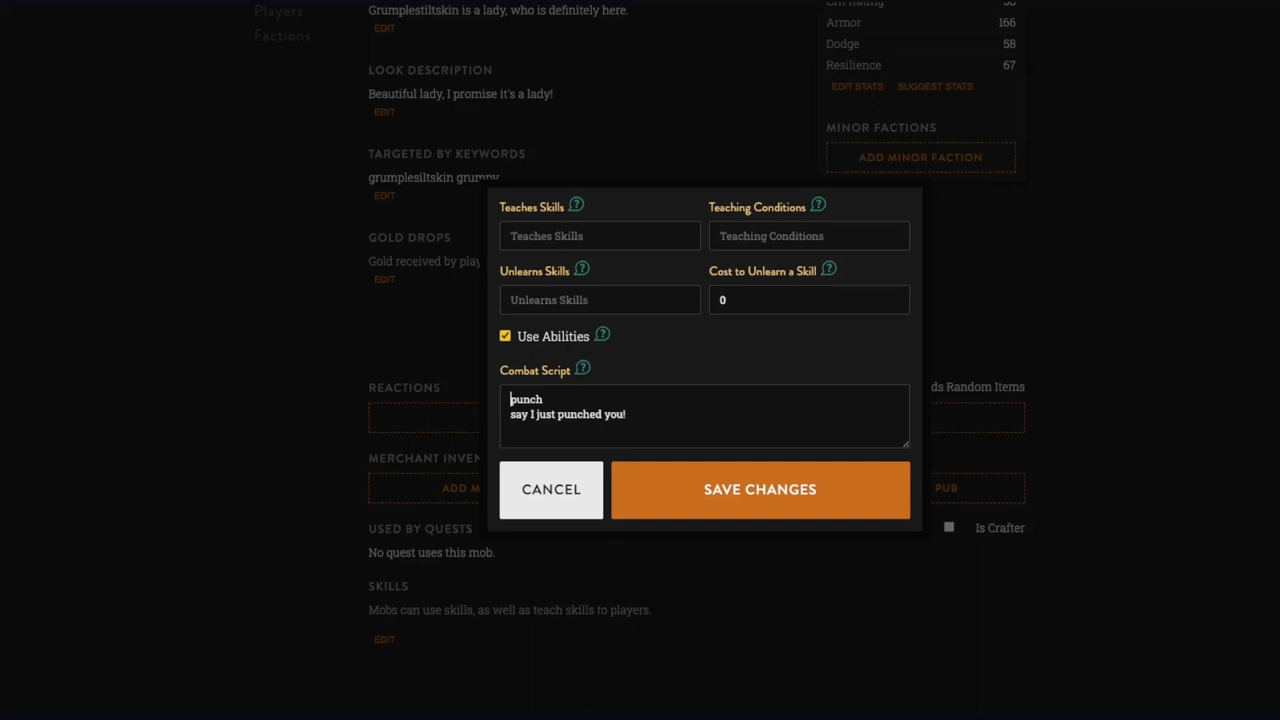 Players
Factions
Grumplestiltskin is a lady, who is definitely here.
EDIT
LOOK DESCRIPTION
Beautiful lady, I promise it's a lady!
EDIT
TARGETED BY KEYWORDS
grumplesiltskin grumpy
EDIT
GOLD DROPS
Gold received by play
EDIT
Crit Rating 58
Armor 166
Dodge 58
Resilience 67
EDIT STATS SUGGEST STATS
MINOR FACTIONS
ADD MINOR FACTION
Teaches Skills Teaching Conditions
Teaches Skills Teaching Conditions
Unlearns Skills Cost to Unlearn a Skill
Unlearns Skills 0
Use Abilities
Combat Script
punch
say I just punched you!
CANCEL SAVE CHANGES
REACTIONS ds Random Items
MERCHANT INVEN
ADD M PUB
USED BY QUESTS Is Crafter
No quest uses this mob.
SKILLS
Mobs can use skills, as well as teach skills to players.
EDIT